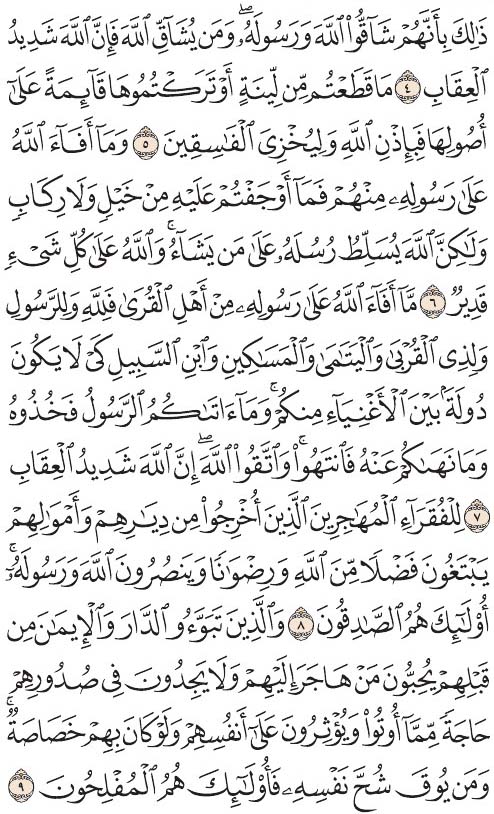 ذَٰلِكَ بِأَنَّهُمْ شَآقُّوا۟ ٱللَّهَ وَرَسُولَهُۥ ۖ وَمَن يُشَآقِّ ٱللَّهَ فَإِنَّ ٱللَّهَ شَدِيدُ
ٱلْعِقَابِ ٤ مَا قَطَعْتُم مِّن لِّينَةٍ أَوْ تَرَكْتُمُوهَا قَآئِمَةً عَلَىٰٓ
أُصُولِهَا فَبِإِذْنِ ٱللَّهِ وَلِيُخْزِىَ ٱلْفَٰسِقِينَ ٥ وَمَآ أَفَآءَ ٱللَّهُ
عَلَىٰ رَسُولِهِۦ مِنْهُمْ فَمَآ أَوْجَفْتُمْ عَلَيْهِ مِنْ خَيْلٍ وَلَا رِكَابٍ
وَلَٰكِنَّ ٱللَّهَ يُسَلِّطُ رُسُلَهُۥ عَلَىٰ مَن يَشَآءُ ۚ وَٱللَّهُ عَلَىٰ كُلِّ شَىْءٍ
قَدِيرٌ ٦ مَّآ أَفَآءَ ٱللَّهُ عَلَىٰ رَسُولِهِۦ مِنْ أَهْلِ ٱلْقُرَىٰ فَلِلَّهِ وَلِلرَّسُولِ
وَلِذِى ٱلْقُرْبَىٰ وَٱلْيَتَٰمَىٰ وَٱلْمَسَٰكِينِ وَٱبْنِ ٱلسَّبِيلِ كَىْ لَا يَكُونَ
دُولَةًۢ بَيْنَ ٱلْأَغْنِيَآءِ مِنكُمْ ۚ وَمَآ ءَاتَىٰكُمُ ٱلرَّسُولُ فَخُذُوهُ
وَمَا نَهَىٰكُمْ عَنْهُ فَٱنتَهُوا۟ ۚ وَٱتَّقُوا۟ ٱللَّهَ ۖ إِنَّ ٱللَّهَ شَدِيدُ ٱلْعِقَابِ
٧ لِلْفُقَرَآءِ ٱلْمُهَٰجِرِينَ ٱلَّذِينَ أُخْرِجُوا۟ مِن دِيَٰرِهِمْ وَأَمْوَٰلِهِمْ
يَبْتَغُونَ فَضْلًا مِّنَ ٱللَّهِ وَرِضْوَٰنًا وَيَنصُرُونَ ٱللَّهَ وَرَسُولَهُۥٓ ۚ
أُو۟لَٰٓئِكَ هُمُ ٱلصَّٰدِقُونَ ٨ وَٱلَّذِينَ تَبَوَّءُو ٱلدَّارَ وَٱلْإِيمَٰنَ مِن
قَبْلِهِمْ يُحِبُّونَ مَنْ هَاجَرَ إِلَيْهِمْ وَلَا يَجِدُونَ فِى صُدُورِهِمْ
حَاجَةً مِّمَّآ أُوتُوا۟ وَيُؤْثِرُونَ عَلَىٰٓ أَنفُسِهِمْ وَلَوْ كَانَ بِهِمْ خَصَاصَةٌ ۚ
وَمَن يُوقَ شُحَّ نَفْسِهِۦ فَأُو۟لَٰٓئِكَ هُمُ ٱلْمُفْلِحُونَ ٩